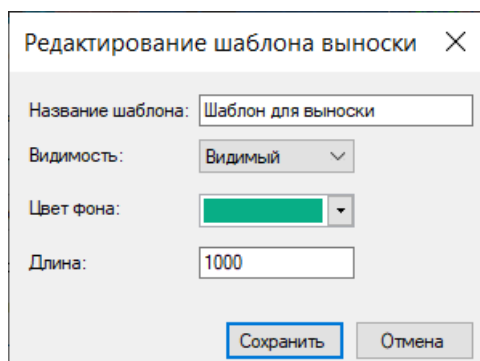 Редактирование шаблона выноски
Название шаблона: Шаблон для выноски
Видимость: Видимый
Цвет фона:
Длина: 1000
Сохранить Отмена